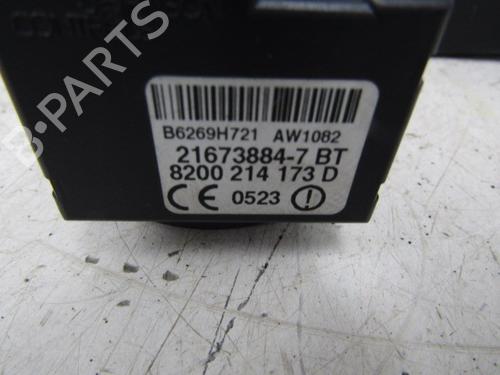 B6269H721 AW1082
21673884-7 BT
8200 214 173 D
CE 0523
B-PARTS